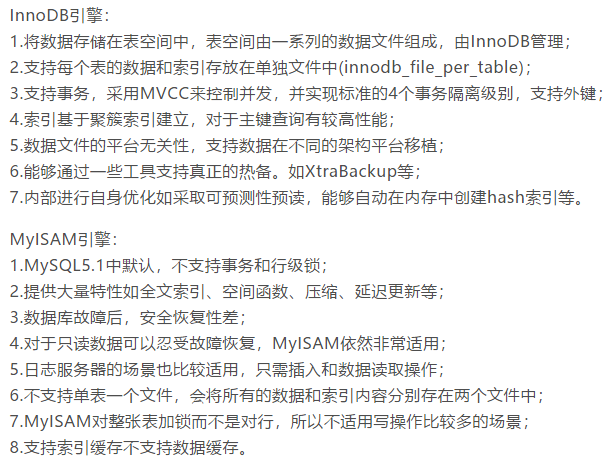 InnoDB引擎：
1.将数据存储在表空间中，表空间由一系列的数据文件组成，由InnoDB管理；
2.支持每个表的数据和索引存放在单独文件中(innodb_file_per_table)；
3.支持事务，采用MVCC来控制并发，并实现标准的4个事务隔离级别，支持外键；
4.索引基于聚簇索引建立，对于主键查询有较高性能；
5.数据文件的平台无关性，支持数据在不同的架构平台移植；
6.能够通过一些工具支持真正的热备。如XtraBackup等；
7.内部进行自身优化如采取可预测性预读，能够自动在内存中创建hash索引等。
MyISAM引擎：
1.MySQL5.1中默认，不支持事务和行级锁；
2.提供大量特性如全文索引、空间函数、压缩、延迟更新等；
3.数据库故障后，安全恢复性差；
4.对于只读数据可以忍受故障恢复，MyISAM依然非常适用；
5.日志服务器的场景也比较适用，只需插入和数据读取操作；
6.不支持单表一个文件，会将所有的数据和索引内容分别存在两个文件中；
7.MyISAM对整张表加锁而不是对行，所以不适用写操作比较多的场景；
8.支持索引缓存不支持数据缓存。